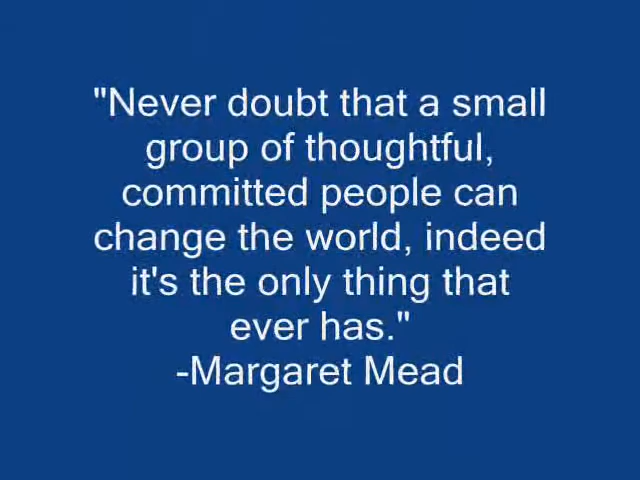 "Never doubt that a small
group of thoughtful,
committed people can
change the world, indeed
it's the only thing that
ever has."
-Margaret Mead